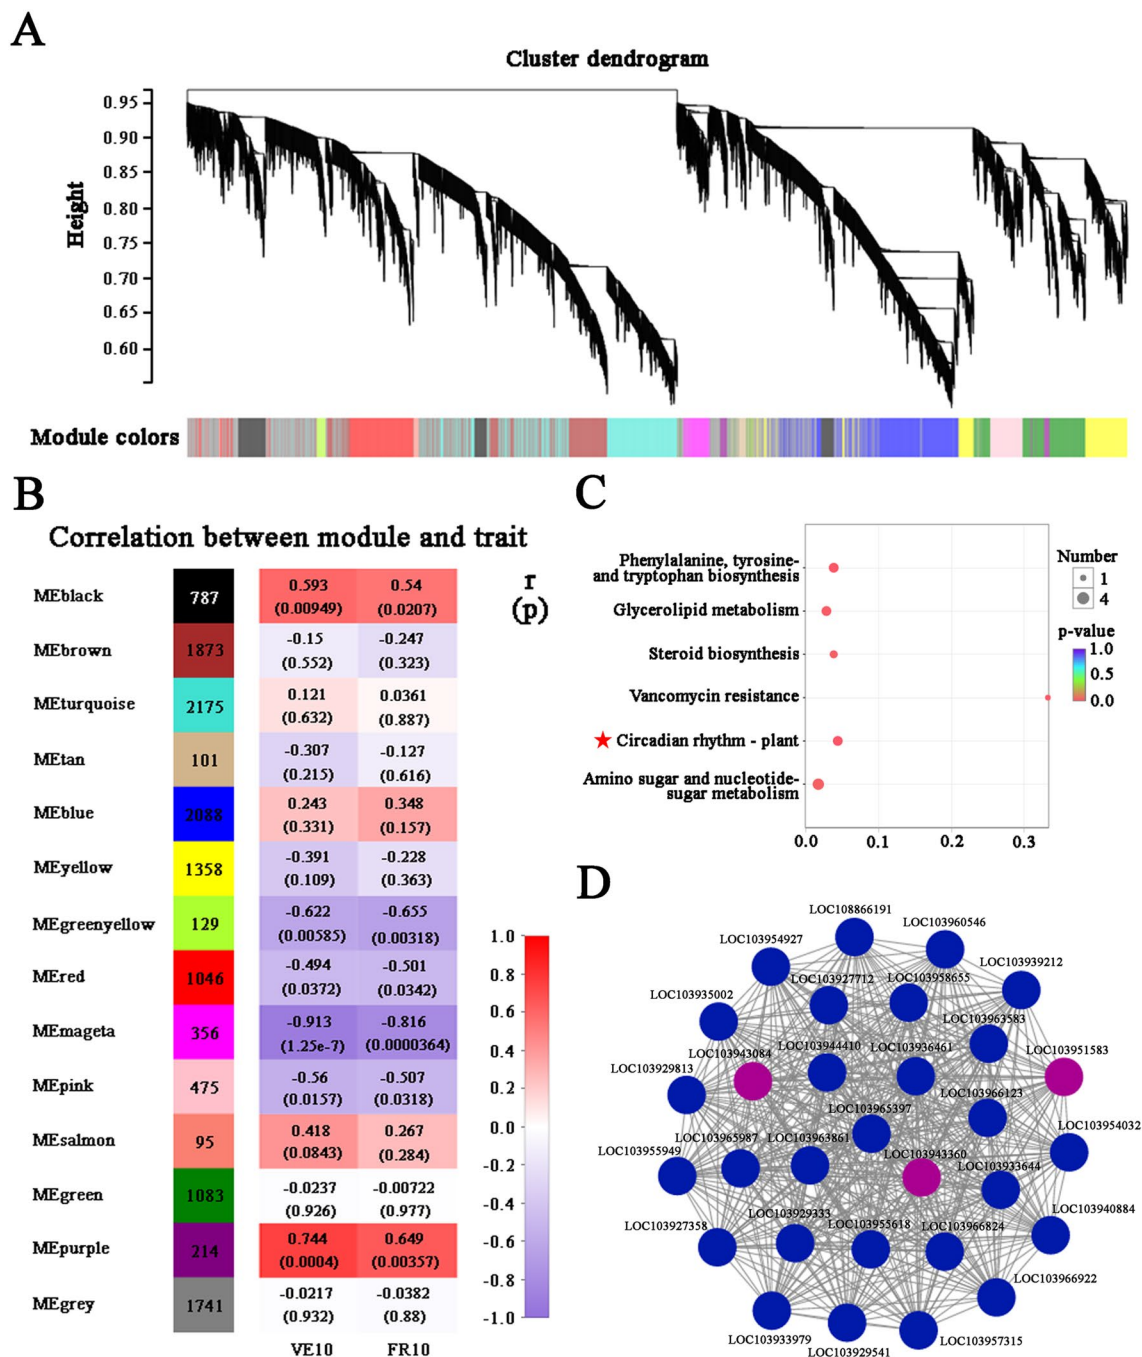 A
Cluster dendrogram
Height
0.95
0.90
0.85
0.80
0.75
0.70
0.65
0.60
Module colors
B
Correlation between module and trait
r
(p)
MEblack 787 0.593 0.54
(0.00949) (0.0207)
MEbrown 1873 -0.15 -0.247
(0.552) (0.323)
MEturquoise 2175 0.121 0.0361
(0.632) (0.887)
MEtan 101 -0.307 -0.127
(0.215) (0.616)
MEblue 2088 0.243 0.348
(0.331) (0.157)
MEyellow 1358 -0.391 -0.228
(0.109) (0.363)
MEgreenyellow 129 -0.622 -0.655
(0.00585) (0.00318)
MEred 1046 -0.494 -0.501
(0.0372) (0.0342)
MEmageta 356 -0.913 -0.816
(1.25e-7) (0.0000364)
MEpink 475 -0.56 -0.507
(0.0157) (0.0318)
MEsalmon 95 0.418 0.267
(0.0843) (0.284)
MEgreen 1083 -0.0237 -0.00722
(0.926) (0.977)
MEpurple 214 0.744 0.649
(0.0004) (0.00357)
MEgrey 1741 -0.0217 -0.0382
(0.932) (0.88)
VE10 FR10
1.0
0.8
0.6
0.4
0.2
0.0
-0.2
-0.4
-0.6
-0.8
-1.0
C
Phenylalanine, tyrosine-
and tryptophan biosynthesis
Glycerolipid metabolism
Steroid biosynthesis
Vancomycin resistance
Circadian rhythm - plant
Amino sugar and nucleotide-
sugar metabolism
0.0 0.1 0.2 0.3
Number
1
4
p-value
1.0
0.5
0.0
D
LOC108866191
LOC103960546
LOC103954927
LOC103939212
LOC103927712
LOC103958655
LOC103935002
LOC103963583
LOC103944410
LOC103936461
LOC103951583
LOC103943084
LOC103929813
LOC103966123
LOC103965397
LOC103954032
LOC103965987
LOC103963861
LOC103955949
LOC103943360
LOC103933644
LOC103940884
LOC103929333
LOC103927358
LOC103955618
LOC103966824
LOC103966922
LOC103933979
LOC103929541
LOC103957315